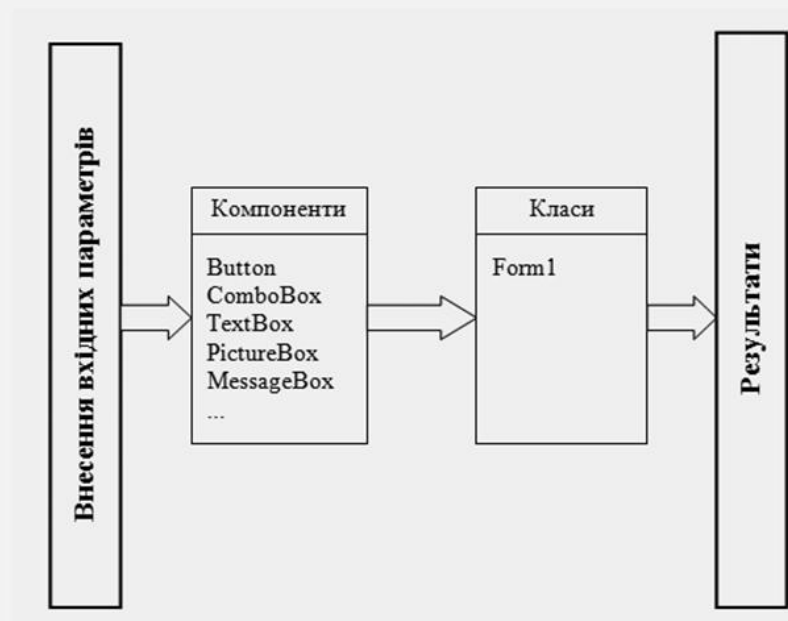 Внесення вхідних параметрів
Компоненти
Button
ComboBox
TextBox
PictureBox
MessageBox
...
Класи
Form1
Результати